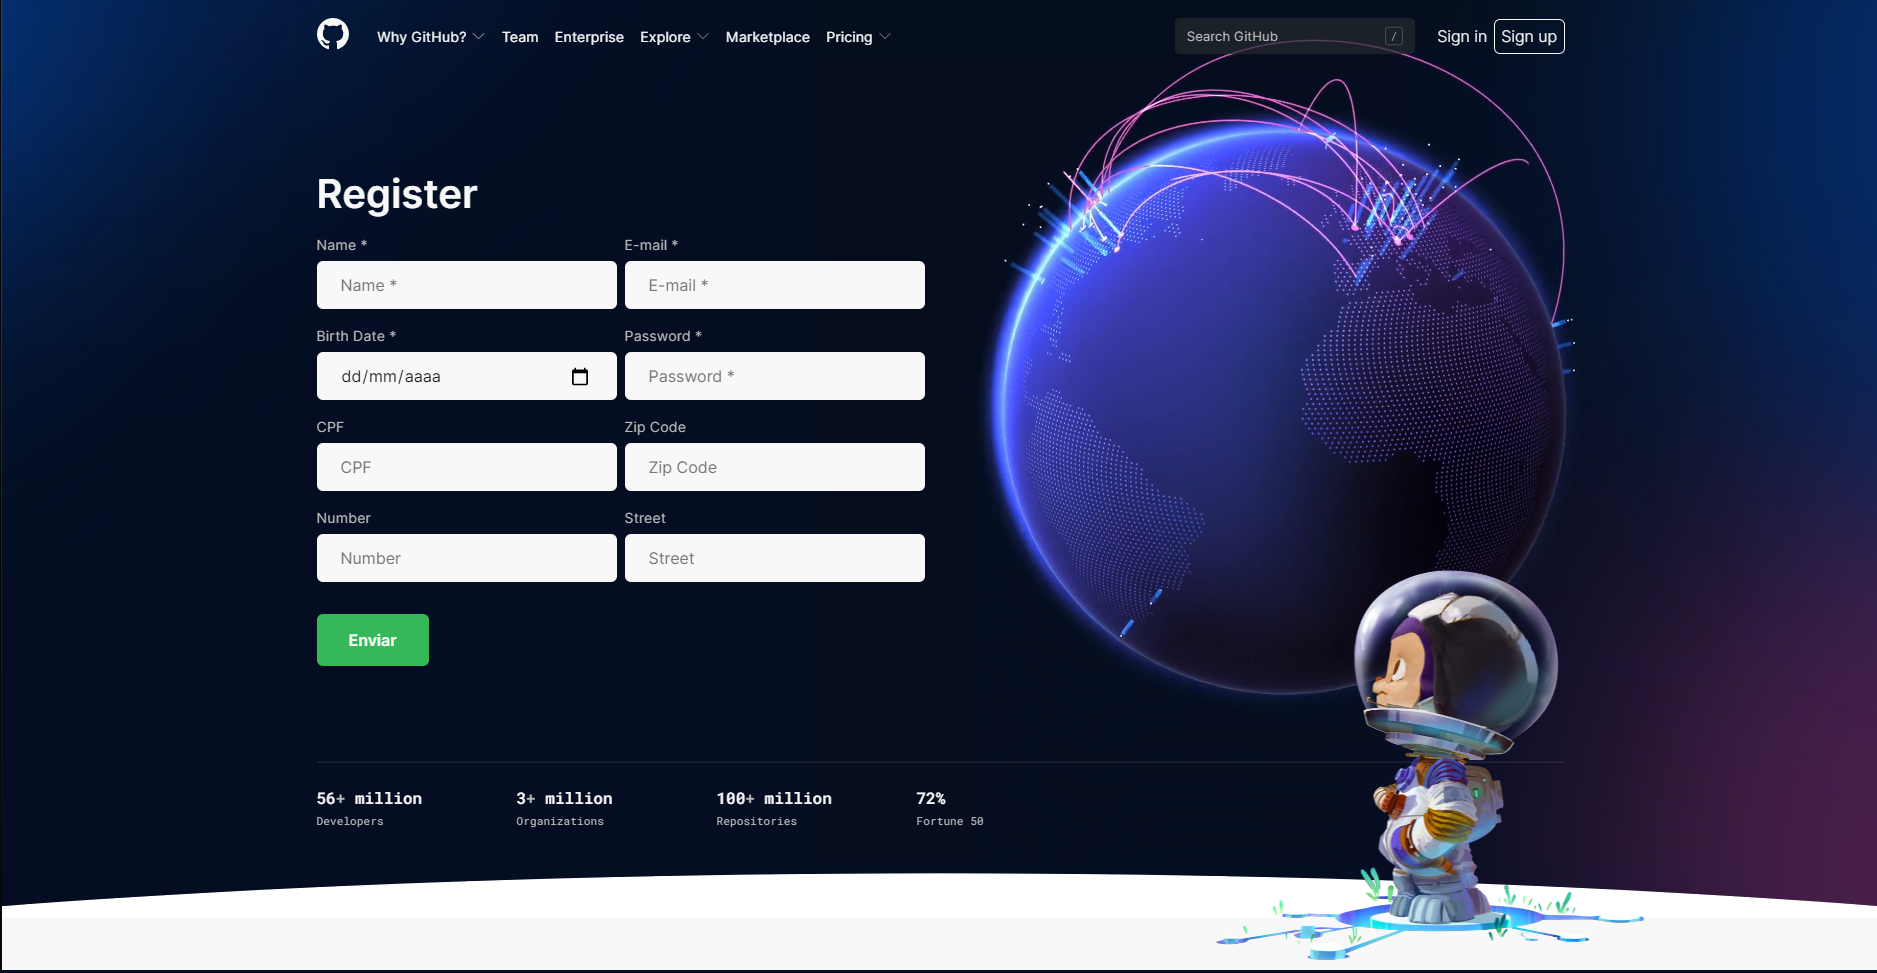 Why GitHub? Team Enterprise Explore Marketplace Pricing Search GitHub / Sign in Sign up
Register
Name * E-mail *
Name * E-mail *
Birth Date * Password *
dd/mm/aaaa Password *
CPF Zip Code
CPF Zip Code
Number Street
Number Street
Enviar
56+ million 3+ million 100+ million 72%
Developers Organizations Repositories Fortune 50